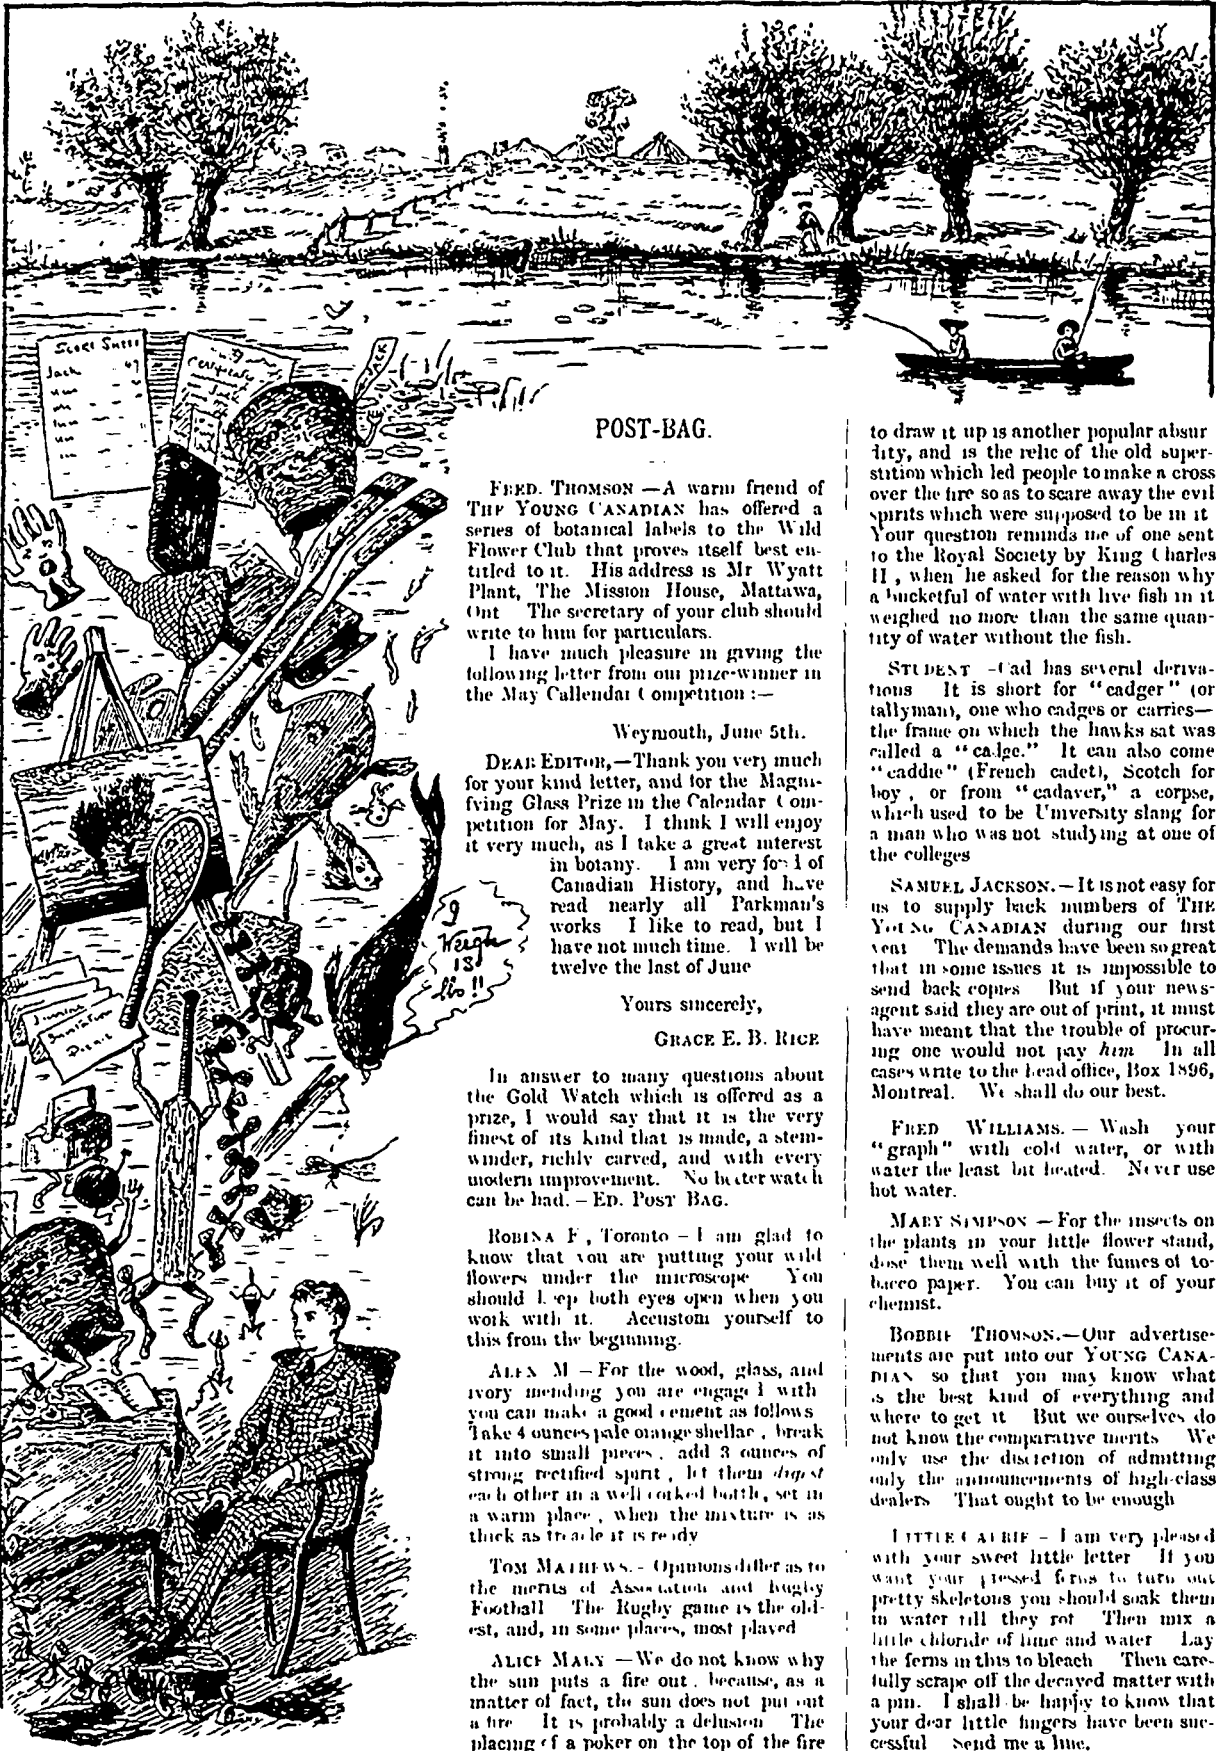 SCORE SHEET
Jack 47
JACK
I
Weigh
18
lbs!!
Invitation
Picnic
POST-BAG.
FRED. THOMSON—A warm friend of
THE YOUNG CANADIAN has offered a
series of botanical labels to the Wild
Flower Club that proves itself best en-
titled to it. His address is Mr Wyatt
Plant, The Mission House, Mattawa,
Ont The secretary of your club should
write to him for particulars.
I have much pleasure in giving the
following letter from our prize-winner in
the May Callendar Competition :—
Weymouth, June 5th.
DEAR EDITOR,—Thank you very much
for your kind letter, and for the Magni-
fying Glass Prize in the Calendar Com-
petition for May. I think I will enjoy
it very much, as I take a great interest
in botany. I am very fond of
Canadian History, and have
read nearly all Parkman's
works I like to read, but I
have not much time. I will be
twelve the last of June
Yours sincerely,
GRACE E. B. RICE
In answer to many questions about
the Gold Watch which is offered as a
prize, I would say that it is the very
finest of its kind that is made, a stem-
winder, richly carved, and with every
modern improvement. No better watch
can be had.—ED. POST BAG.
ROBINA F, Toronto—I am glad to
know that you are putting your wild
flowers under the microscope You
should keep both eyes open when you
work with it. Accustom yourself to
this from the beginning.
ALEX M—For the wood, glass, and
ivory mending you are engaged with
you can make a good cement as follows
Take 4 ounces pale orange shellac, break
it into small pieces, add 3 ounces of
strong rectified spirit, let them digest
each other in a well corked bottle, set in
a warm place, when the mixture is as
thick as treacle it is ready
TOM MATHEWS.—Opinions differ as to
the merits of Association and Rugby
Football The Rugby game is the old-
est, and, in some places, most played
ALICE MARY—We do not know why
the sun puts a fire out. because, as a
matter of fact, the sun does not put out
a fire It is probably a delusion The
placing of a poker on the top of the fire
to draw it up is another popular absur
dity, and is the relic of the old super-
stition which led people to make a cross
over the fire so as to scare away the evil
spirits which were supposed to be in it
Your question reminds me of one sent
to the Royal Society by King Charles
II, when he asked for the reason why
a bucketful of water with live fish in it
weighed no more than the same quan-
tity of water without the fish.
STUDENT—Cad has several deriva-
tions It is short for "cadger" (or
tallyman), one who cadges or carries—
the frame on which the hawks sat was
called a "cadge." It can also come
"caddie" (French cadet), Scotch for
boy, or from "cadaver," a corpse,
which used to be University slang for
a man who was not studying at one of
the colleges
SAMUEL JACKSON.—It is not easy for
us to supply back numbers of THE
YOUNG CANADIAN during our first
year The demands have been so great
that in some issues it is impossible to
send back copies But if your news-
agent said they are out of print, it must
have meant that the trouble of procur-
ing one would not pay him In all
cases write to the head office, Box 1896,
Montreal. We shall do our best.
FRED WILLIAMS.—Wash your
"graph" with cold water, or with
water the least bit heated. Never use
hot water.
MARY SIMPSON—For the insects on
the plants in your little flower stand,
dose them well with the fumes of to-
bacco paper. You can buy it of your
chemist.
BOBBIE THOMSON.—Our advertise-
ments are put into our YOUNG CANA-
DIAN so that you may know what
is the best kind of everything and
where to get it But we ourselves do
not know the comparative merits We
only use the discretion of admitting
only the announcements of high-class
dealers That ought to be enough
LITTLE CARRIE—I am very pleased
with your sweet little letter If you
want your pressed ferns to turn out
pretty skeletons you should soak them
in water till they rot Then mix a
little chloride of lime and water Lay
the ferns in this to bleach Then care-
fully scrape off the decayed matter with
a pin. I shall be happy to know that
your dear little fingers have been suc-
cessful Send me a line.